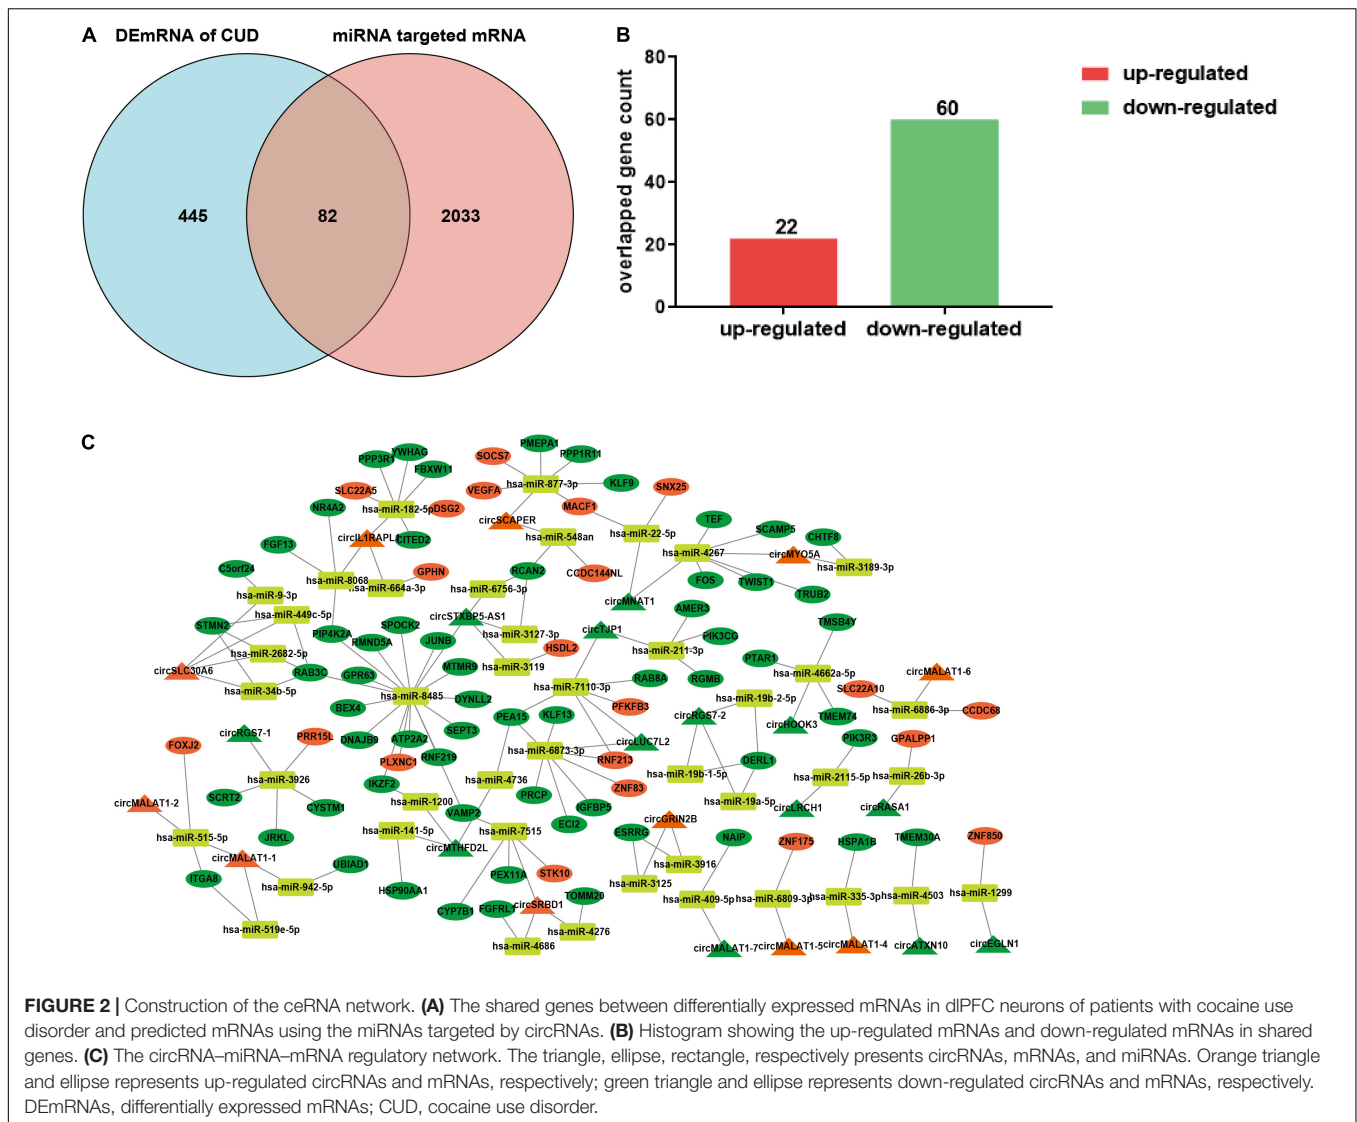 A
DEmRNA of CUD
miRNA targeted mRNA
445
82
2033
B
overlapped gene count
80
60
40
20
0
22
60
up-regulated
down-regulated
up-regulated
down-regulated
C
PMEPA1
YWHAG
PPP3R1
FBXW11
SOCS7
PPP1R11
SLC22A5
VEGFA
hsa-miR-877-3p
KLF9
SNX25
NR4A2
hsa-miR-182-5p
DSG2
MACF1
circSCAPER
TEF
SCAMP5
CHTF8
FGF13
circIL1RAPL1
CITED2
hsa-miR-548an
hsa-miR-22-5p
hsa-miR-4267
circMYO5A
hsa-miR-3189-3p
C5orf24
hsa-miR-8068
GPHN
hsa-miR-664a-3p
RCAN2
CCDC144NL
FOS
TWIST1
TRUB2
hsa-miR-9-3p
hsa-miR-6756-3p
circMNAT1
AMER3
hsa-miR-449c-5p
STMN2
PIP4K2A
SPOCK2
circSTXBP5-AS1
hsa-miR-3127-3p
circTJP1
PIK3CG
TMSB4Y
RMND5A
JUNB
HSDL2
hsa-miR-211-3p
hsa-miR-2682-5p
circSLC30A6
RAB3C
GPR63
MTMR9
hsa-miR-3119
PTAR1
hsa-miR-4662a-5p
circMALAT1-6
hsa-miR-34b-5p
hsa-miR-8485
DYNLL2
hsa-miR-7110-3p
RAB8A
RGMB
hsa-miR-19b-2-5p
SLC22A10
hsa-miR-6886-3p
CCDC68
BEX4
PFKFB3
circRGS7-2
circHOOK3
TMEM74
PEA15
KLF13
circRGS7-1
PRR15L
DNAJB9
ATP2A2
SEPT3
circLUC7L2
PIK3R3
GPALPP1
FOXJ2
PLXNC1
RNF219
hsa-miR-6873-3p
RNF213
DERL1
hsa-miR-3926
IKZF2
hsa-miR-4736
ZNF83
hsa-miR-19b-1-5p
hsa-miR-2115-5p
hsa-miR-26b-3p
SCRT2
CYSTM1
hsa-miR-1200
PRCP
IGFBP5
hsa-miR-19a-5p
circLRCH1
circRASA1
circMALAT1-2
VAMP2
ECI2
circGRIN2B
hsa-miR-515-5p
JRKL
hsa-miR-141-5p
circMTHFD2L
hsa-miR-7515
ESRRG
NAIP
ZNF175
HSPA1B
TMEM30A
ZNF850
circMALAT1-1
UBIAD1
hsa-miR-3916
ITGA8
hsa-miR-942-5p
HSP90AA1
PEX11A
STK10
hsa-miR-3125
hsa-miR-409-5p
hsa-miR-6809-3p
hsa-miR-335-3p
hsa-miR-4503
hsa-miR-1299
CYP7B1
FGFRL1
circSRBD1
TOMM20
hsa-miR-519e-5p
hsa-miR-4686
hsa-miR-4276
circMALAT1-7
circMALAT1-5
circMALAT1-4
circATXN10
circEGLN1
FIGURE 2 | Construction of the ceRNA network. (A) The shared genes between differentially expressed mRNAs in dlPFC neurons of patients with cocaine use
disorder and predicted mRNAs using the miRNAs targeted by circRNAs. (B) Histogram showing the up-regulated mRNAs and down-regulated mRNAs in shared
genes. (C) The circRNA–miRNA–mRNA regulatory network. The triangle, ellipse, rectangle, respectively presents circRNAs, mRNAs, and miRNAs. Orange triangle
and ellipse represents up-regulated circRNAs and mRNAs, respectively; green triangle and ellipse represents down-regulated circRNAs and mRNAs, respectively.
DEmRNAs, differentially expressed mRNAs; CUD, cocaine use disorder.